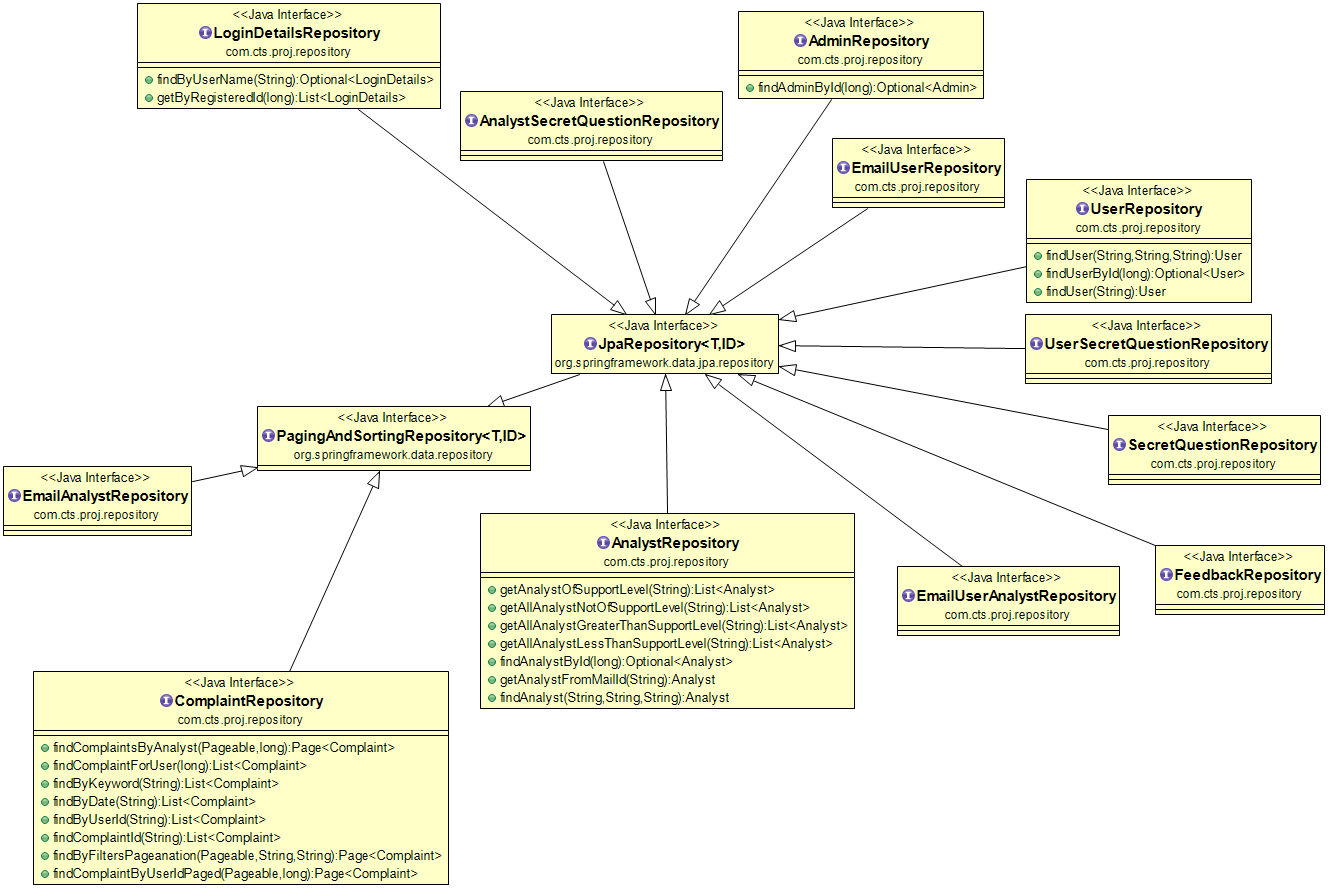 <<Java Interface>>
LoginDetailsRepository
com.cts.proj.repository
findByUserName(String):Optional<LoginDetails>
getByRegisteredId(long):List<LoginDetails>
<<Java Interface>>
AdminRepository
com.cts.proj.repository
findAdminById(long):Optional<Admin>
<<Java Interface>>
AnalystSecretQuestionRepository
com.cts.proj.repository
<<Java Interface>>
EmailUserRepository
com.cts.proj.repository
<<Java Interface>>
UserRepository
com.cts.proj.repository
findUser(String,String,String):User
findUserById(long):Optional<User>
findUser(String):User
<<Java Interface>>
JpaRepository<T,ID>
org.springframework.data.jpa.repository
<<Java Interface>>
UserSecretQuestionRepository
com.cts.proj.repository
<<Java Interface>>
PagingAndSortingRepository<T,ID>
org.springframework.data.repository
<<Java Interface>>
SecretQuestionRepository
com.cts.proj.repository
<<Java Interface>>
EmailAnalystRepository
com.cts.proj.repository
<<Java Interface>>
AnalystRepository
com.cts.proj.repository
getAnalystOfSupportLevel(String):List<Analyst>
getAllAnalystNotOfSupportLevel(String):List<Analyst>
getAllAnalystGreaterThanSupportLevel(String):List<Analyst>
getAllAnalystLessThanSupportLevel(String):List<Analyst>
findAnalystById(long):Optional<Analyst>
getAnalystFromMailId(String):Analyst
findAnalyst(String,String,String):Analyst
<<Java Interface>>
EmailUserAnalystRepository
com.cts.proj.repository
<<Java Interface>>
FeedbackRepository
com.cts.proj.repository
<<Java Interface>>
ComplaintRepository
com.cts.proj.repository
findComplaintsByAnalyst(Pageable,long):Page<Complaint>
findComplaintForUser(long):List<Complaint>
findByKeyword(String):List<Complaint>
findByDate(String):List<Complaint>
findByUserId(String):List<Complaint>
findComplaintId(String):List<Complaint>
findByFiltersPageanation(Pageable,String,String):Page<Complaint>
findComplaintByUserIdPaged(Pageable,long):Page<Complaint>